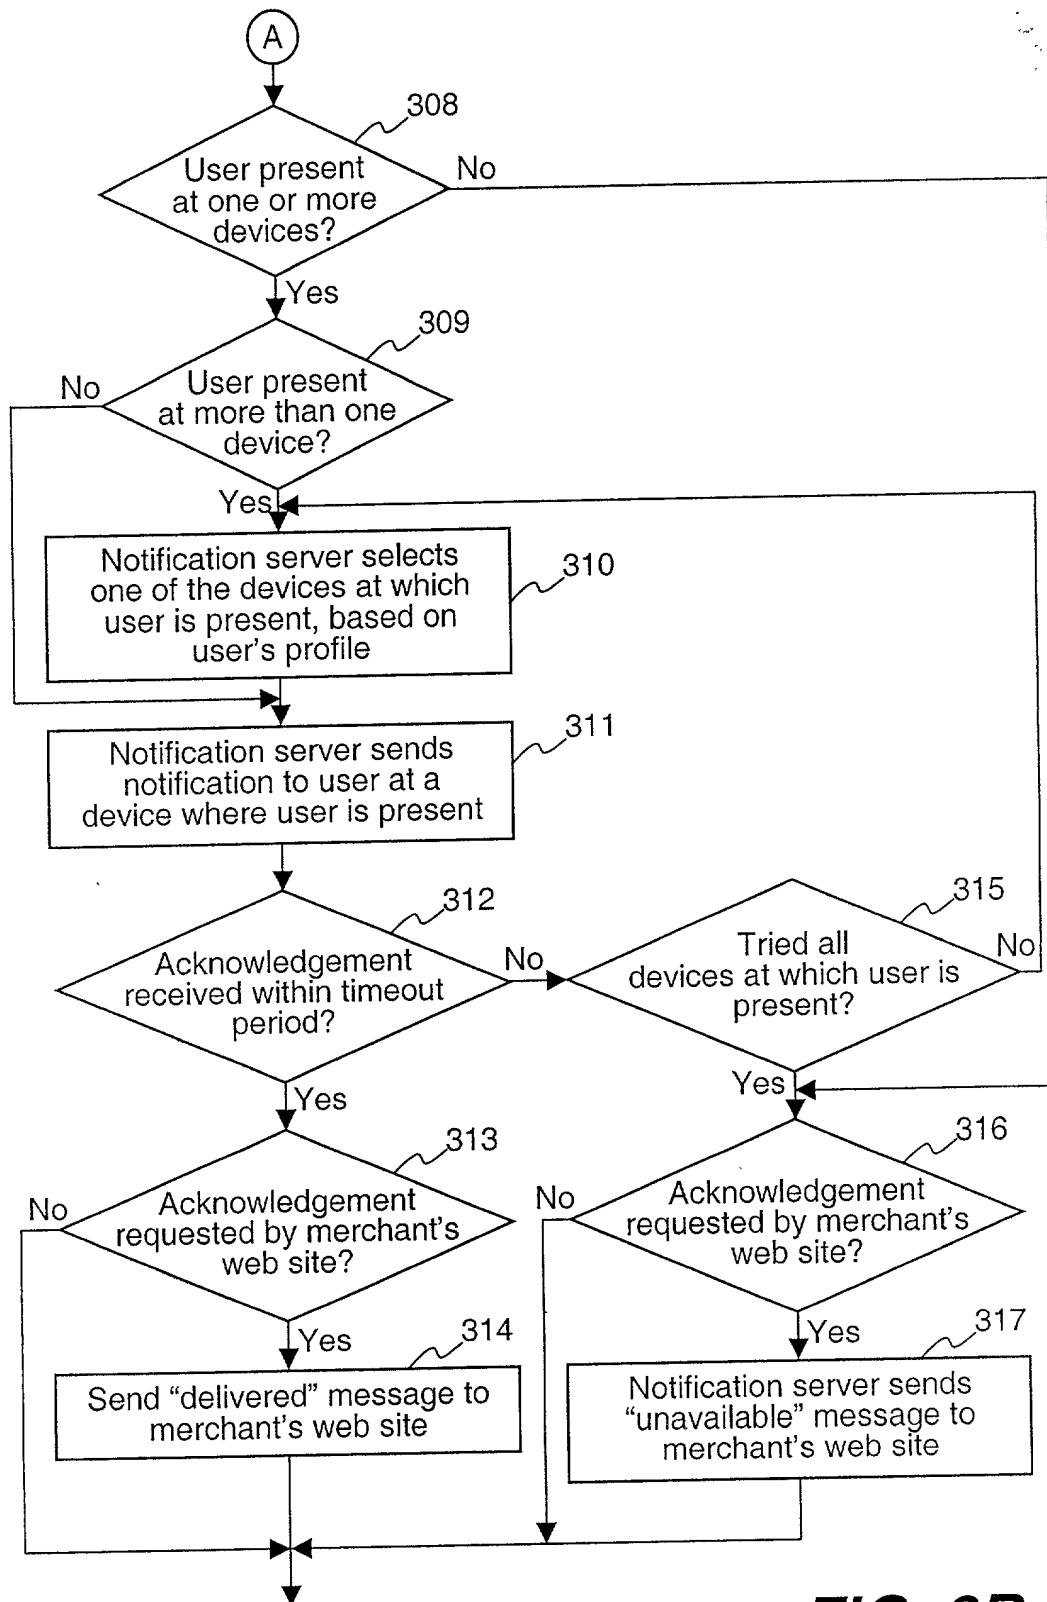 A
308
User present
at one or more
devices?
No
Yes
309
User present
at more than one
device?
No
Yes
Notification server selects
one of the devices at which
user is present, based on
user's profile
310
Notification server sends
notification to user at a
device where user is present
311
312
Acknowledgement
received within timeout
period?
No
Yes
315
Tried all
devices at which user is
present?
No
Yes
313
Acknowledgement
requested by merchant's
web site?
No
Yes
316
Acknowledgement
requested by merchant's
web site?
No
Yes
314
Send “delivered” message to
merchant's web site
317
Notification server sends
“unavailable” message to
merchant's web site